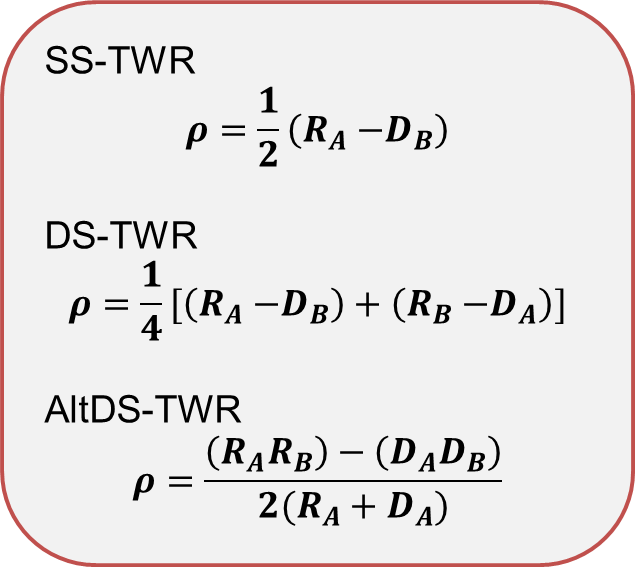 SS-TWR
ρ = 1/2 (R_A − D_B)
DS-TWR
ρ = 1/4 [(R_A − D_B) + (R_B − D_A)]
AltDS-TWR
ρ = (R_A R_B) − (D_A D_B) / 2(R_A + D_A)